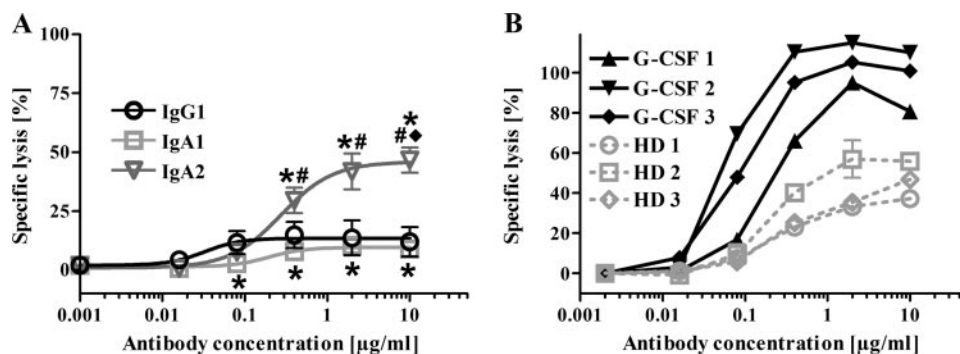 A
100
75
50
25
0
Specific lysis [%]
IgG1
IgA1
IgA2
*#
*#
*
#◆
*
*
*
*
0.001
0.01
0.1
1
10
Antibody concentration [µg/ml]
B
100
80
60
40
20
0
Specific lysis [%]
G-CSF 1
G-CSF 2
G-CSF 3
HD 1
HD 2
HD 3
0.001
0.01
0.1
1
10
Antibody concentration [µg/ml]